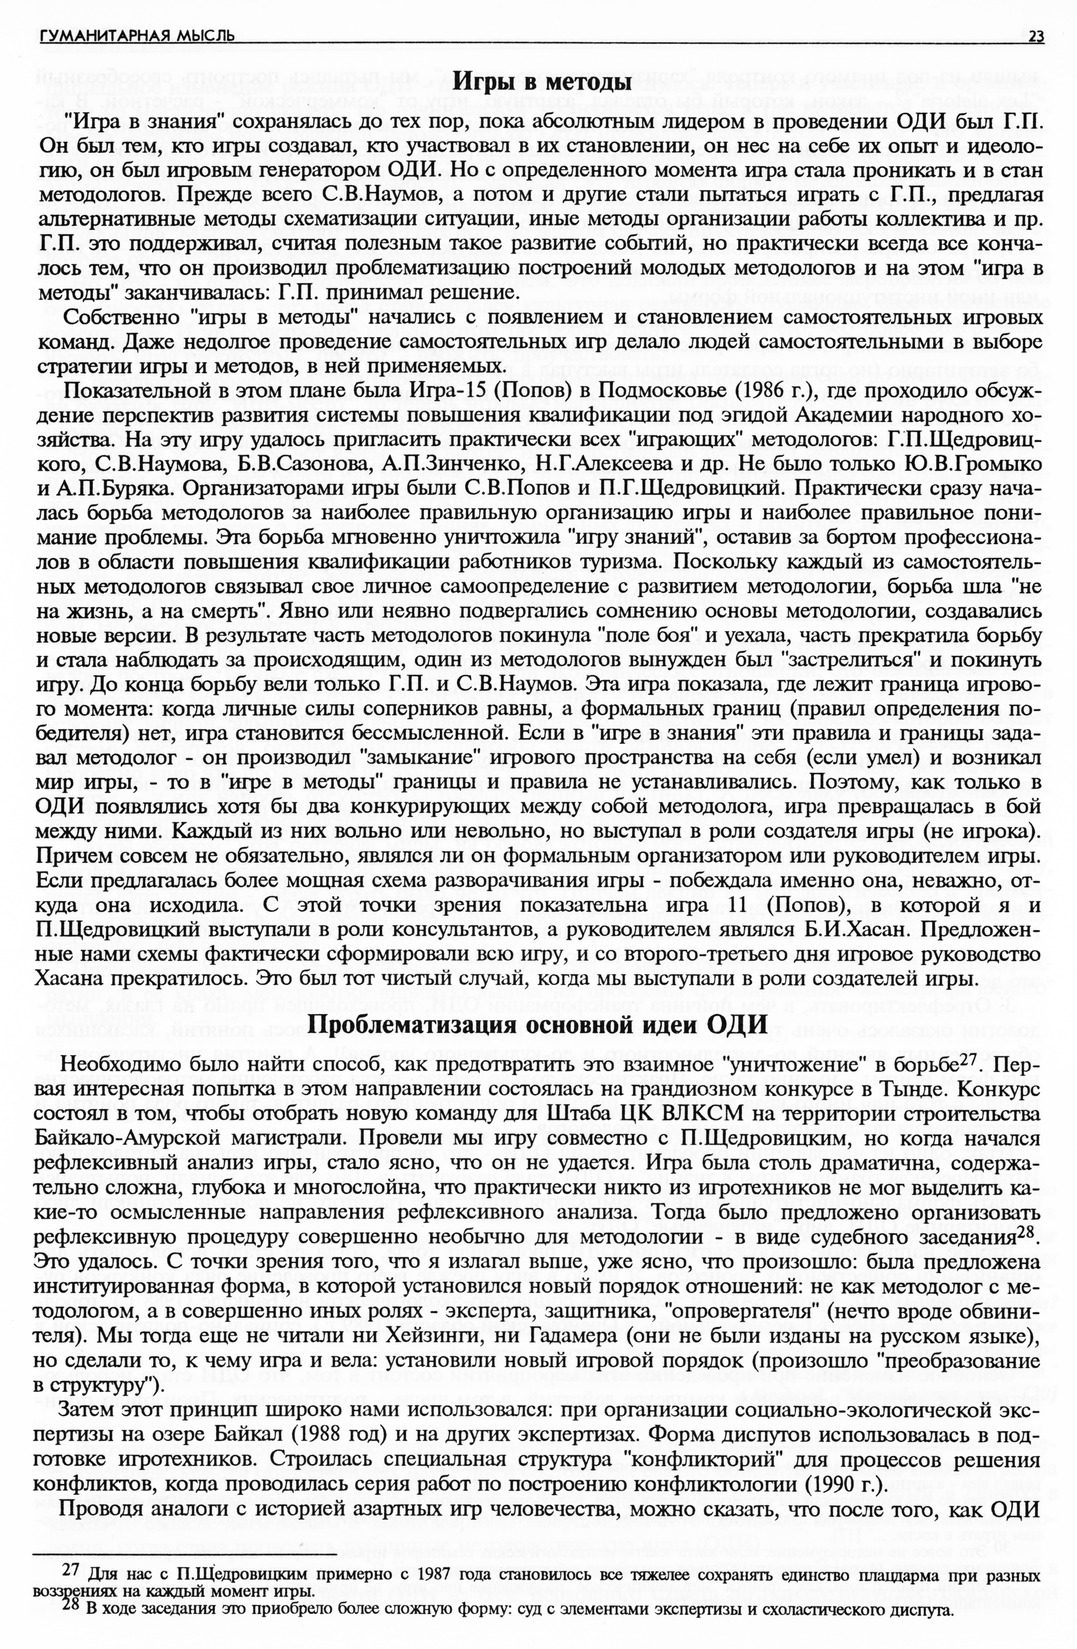 ГУМАНИТАРНАЯ МЫСЛЬ 23
Игры в методы
"Игра в знания" сохранялась до тех пор, пока абсолютным лидером в проведении ОДИ был Г.П.
Он был тем, кто игры создавал, кто участвовал в их становлении, он нес на себе их опыт и идеоло-
гию, он был игровым генератором ОДИ. Но с определенного момента игра стала проникать и в стан
методологов. Прежде всего С.В.Наумов, а потом и другие стали пытаться играть с Г.П., предлагая
альтернативные методы схематизации ситуации, иные методы организации работы коллектива и пр.
Г.П. это поддерживал, считая полезным такое развитие событий, но практически всегда все конча-
лось тем, что он производил проблематизацию построений молодых методологов и на этом "игра в
методы" заканчивалась: Г.П. принимал решение.
Собственно "игры в методы" начались с появлением и становлением самостоятельных игровых
команд. Даже недолгое проведение самостоятельных игр делало людей самостоятельными в выборе
стратегии игры и методов, в ней применяемых.
Показательной в этом плане была Игра-15 (Попов) в Подмосковье (1986 г.), где проходило обсуж-
дение перспектив развития системы повышения квалификации под эгидой Академии народного хо-
зяйства. На эту игру удалось пригласить практически всех "играющих" методологов: Г.П.Щедровиц-
кого, С.В.Наумова, Б.В.Сазонова, А.П.Зинченко, Н.Г.Алексеева и др. Не было только Ю.В.Громыко
и А.П.Буряка. Организаторами игры были С.В.Попов и П.Г.Щедровицкий. Практически сразу нача-
лась борьба методологов за наиболее правильную организацию игры и наиболее правильное пони-
мание проблемы. Эта борьба мгновенно уничтожила "игру знаний", оставив за бортом профессиона-
лов в области повышения квалификации работников туризма. Поскольку каждый из самостоятель-
ных методологов связывал свое личное самоопределение с развитием методологии, борьба шла "не
на жизнь, а на смерть". Явно или неявно подвергались сомнению основы методологии, создавались
новые версии. В результате часть методологов покинула "поле боя" и уехала, часть прекратила борьбу
и стала наблюдать за происходящим, один из методологов вынужден был "застрелиться" и покинуть
игру. До конца борьбу вели только Г.П. и С.В.Наумов. Эта игра показала, где лежит граница игрово-
го момента: когда личные силы соперников равны, а формальных границ (правил определения по-
бедителя) нет, игра становится бессмысленной. Если в "игре в знания" эти правила и границы зада-
вал методолог - он производил "замыкание" игрового пространства на себя (если умел) и возникал
мир игры, - то в "игре в методы" границы и правила не устанавливались. Поэтому, как только в
ОДИ появлялись хотя бы два конкурирующих между собой методолога, игра превращалась в бой
между ними. Каждый из них вольно или невольно, но выступал в роли создателя игры (не игрока).
Причем совсем не обязательно, являлся ли он формальным организатором или руководителем игры.
Если предлагалась более мощная схема разворачивания игры - побеждала именно она, неважно, от-
куда она исходила. С этой точки зрения показательна игра 11 (Попов), в которой я и
П.Щедровицкий выступали в роли консультантов, а руководителем являлся Б.И.Хасан. Предложен-
ные нами схемы фактически сформировали всю игру, и со второго-третьего дня игровое руководство
Хасана прекратилось. Это был тот чистый случай, когда мы выступали в роли создателей игры.
Проблематизация основной идеи ОДИ
Необходимо было найти способ, как предотвратить это взаимное "уничтожение" в борьбе27. Пер-
вая интересная попытка в этом направлении состоялась на грандиозном конкурсе в Тынде. Конкурс
состоял в том, чтобы отобрать новую команду для Штаба ЦК ВЛКСМ на территории строительства
Байкало-Амурской магистрали. Провели мы игру совместно с П.Щедровицким, но когда начался
рефлексивный анализ игры, стало ясно, что он не удается. Игра была столь драматична, содержа-
тельно сложна, глубока и многослойна, что практически никто из игротехников не мог выделить ка-
кие-то осмысленные направления рефлексивного анализа. Тогда было предложено организовать
рефлексивную процедуру совершенно необычно для методологии - в виде судебного заседания28.
Это удалось. С точки зрения того, что я излагал выше, уже ясно, что произошло: была предложена
институированная форма, в которой установился новый порядок отношений: не как методолог с ме-
тодологом, а в совершенно иных ролях - эксперта, защитника, "опровергателя" (нечто вроде обвини-
теля). Мы тогда еще не читали ни Хейзинги, ни Гадамера (они не были изданы на русском языке),
но сделали то, к чему игра и вела: установили новый игровой порядок (произошло "преобразование
в структуру").
Затем этот принцип широко нами использовался: при организации социально-экологической экс-
пертизы на озере Байкал (1988 год) и на других экспертизах. Форма диспутов использовалась в под-
готовке игротехников. Строилась специальная структура "конфликторий" для процессов решения
конфликтов, когда проводилась серия работ по построению конфликтологии (1990 г.).
Проводя аналоги с историей азартных игр человечества, можно сказать, что после того, как ОДИ
27 Для нас с П.Щедровицким примерно с 1987 года становилось все тяжелее сохранять единство плацдарма при разных
воззрениях на каждый момент игры.
28 В ходе заседания это приобрело более сложную форму: суд с элементами экспертизы и схоластического диспута.